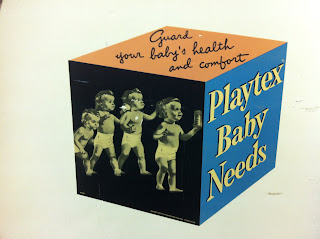 Guard
your baby's health
and comfort
Playtex
Baby
Needs